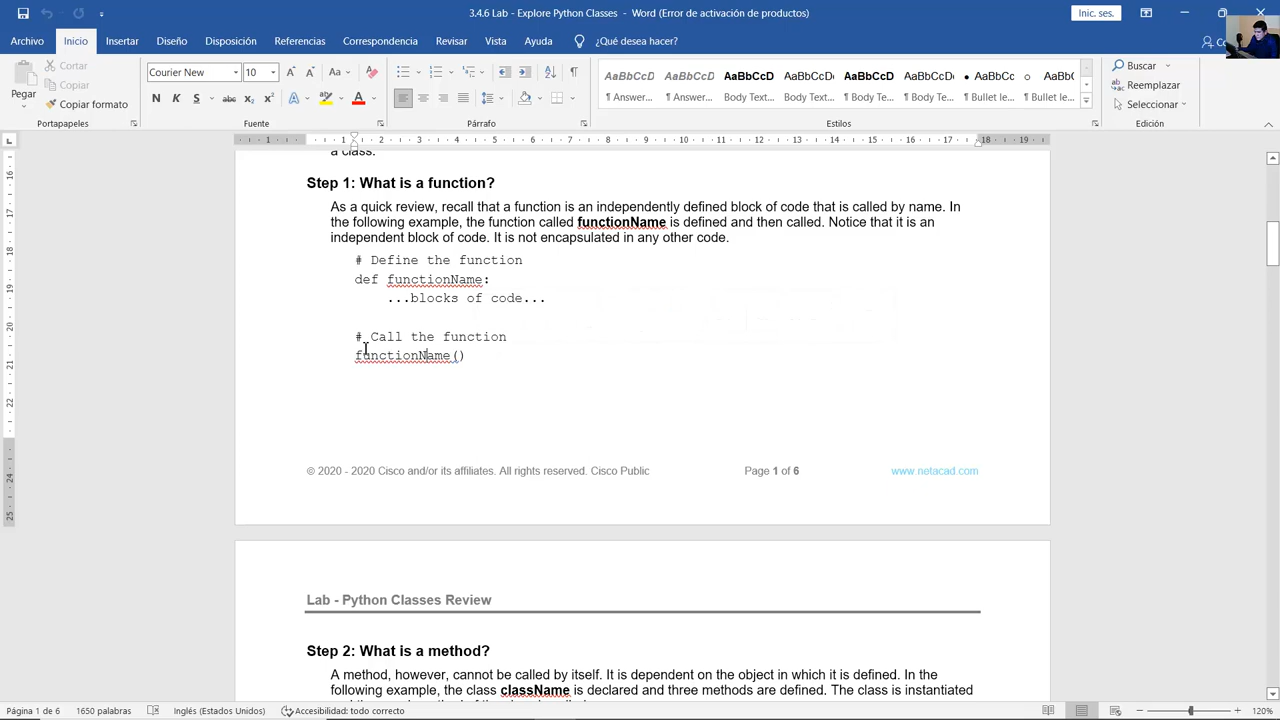 3.4.6 Lab - Explore Python Classes - Word (Error de activación de productos)
Inic. ses.
Archivo Inicio Insertar Diseño Disposición Referencias Correspondencia Revisar Vista Ayuda ¿Qué desea hacer?
Pegar
Cortar
Copiar
Copiar formato
Portapapeles
Courier New 10
Fuente
Párrafo
AaBbCcD AaBbCcD AaBbCcD AaBbCcD AaBbCcD AaBbCc AaBbC
¶ Answer... ¶ Answer... Body Text... Body Text... ¶ Body Te... ¶ Bullet le... ¶ Bullet l...
Estilos
Buscar
Reemplazar
Seleccionar
Edición
a class.
Step 1: What is a function?
As a quick review, recall that a function is an independently defined block of code that is called by name. In
the following example, the function called functionName is defined and then called. Notice that it is an
independent block of code. It is not encapsulated in any other code.
# Define the function
def functionName:
...blocks of code...
# Call the function
functionName()
© 2020 - 2020 Cisco and/or its affiliates. All rights reserved. Cisco Public Page 1 of 6 www.netacad.com
Lab - Python Classes Review
Step 2: What is a method?
A method, however, cannot be called by itself. It is dependent on the object in which it is defined. In the
following example, the class className is declared and three methods are defined. The class is instantiated
Página 1 de 6 1650 palabras Inglés (Estados Unidos) Accesibilidad: todo correcto 120%